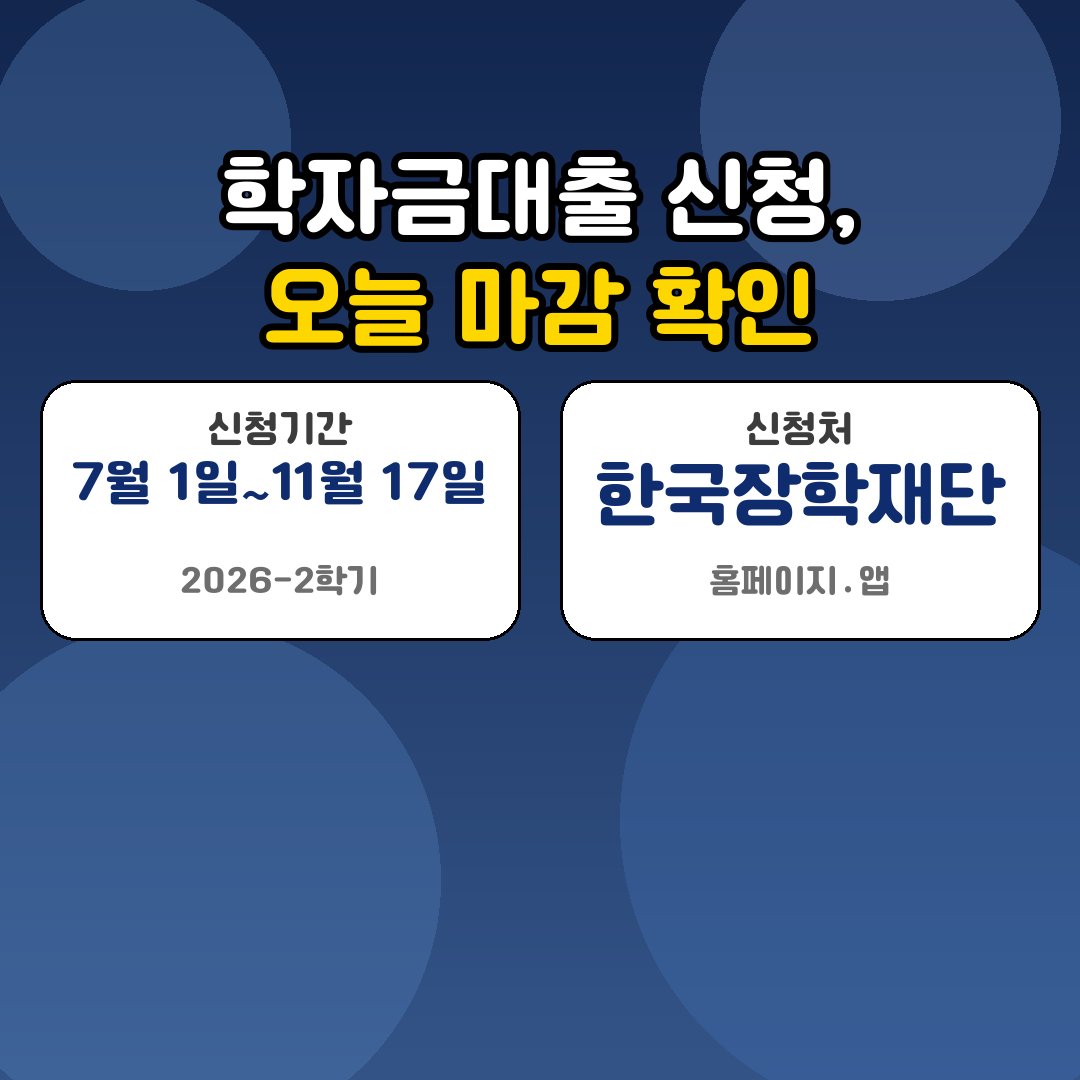 학자금대출 신청,
오늘 마감 확인
신청기간
7월 1일~11월 17일
2026-2학기
신청처
한국장학재단
홈페이지.앱